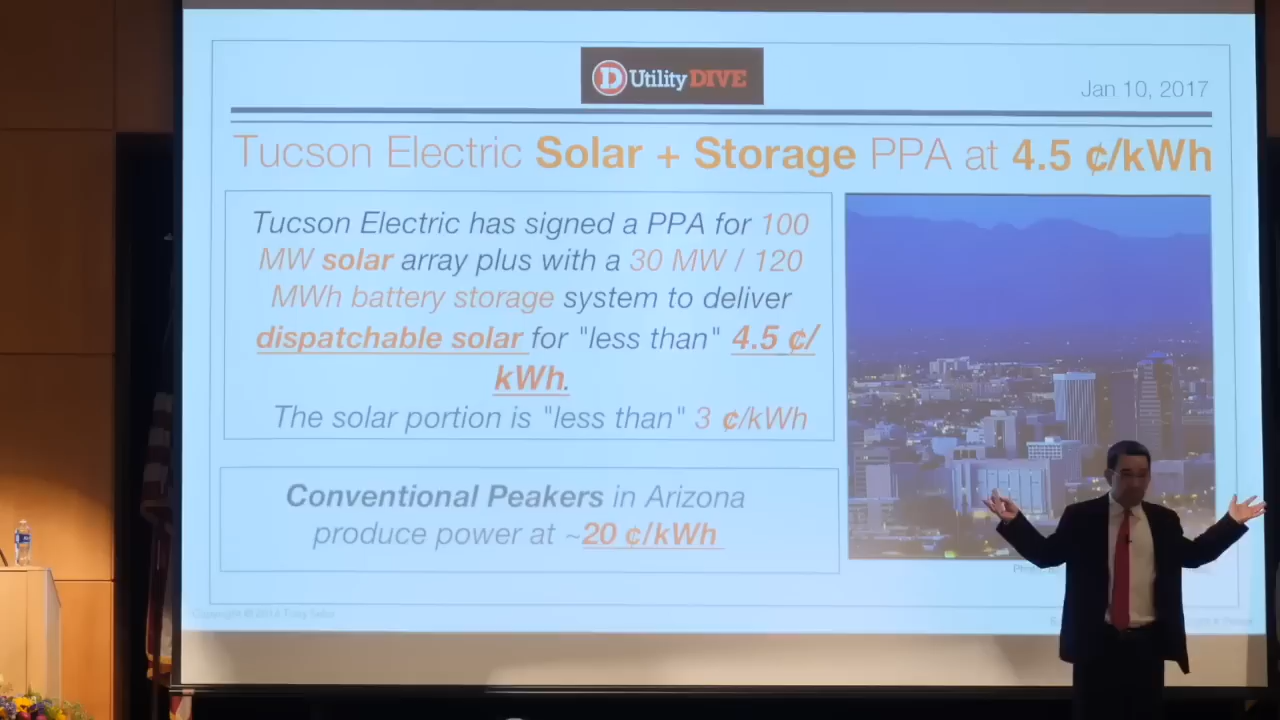 D Utility DIVE
Jan 10, 2017
Tucson Electric Solar + Storage PPA at 4.5 ¢/kWh
Tucson Electric has signed a PPA for 100
MW solar array plus with a 30 MW / 120
MWh battery storage system to deliver
dispatchable solar for "less than" 4.5 ¢/
kWh.
The solar portion is "less than" 3 ¢/kWh
Conventional Peakers in Arizona
produce power at ~20 ¢/kWh
Copyright ©